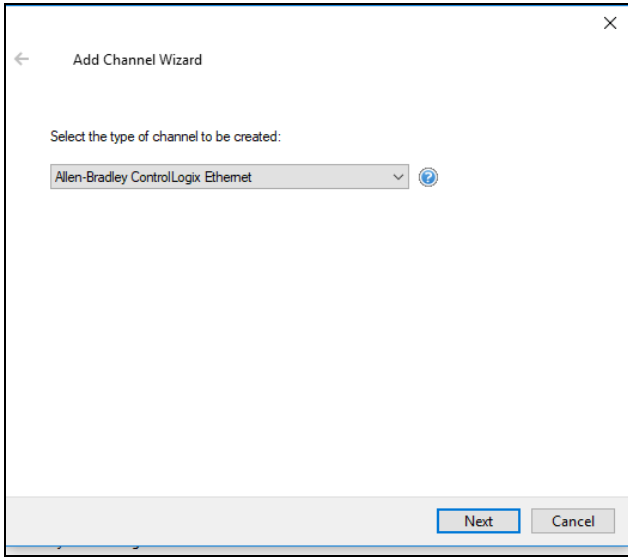 Add Channel Wizard
Select the type of channel to be created:
Allen-Bradley ControlLogix Ethernet
Next Cancel